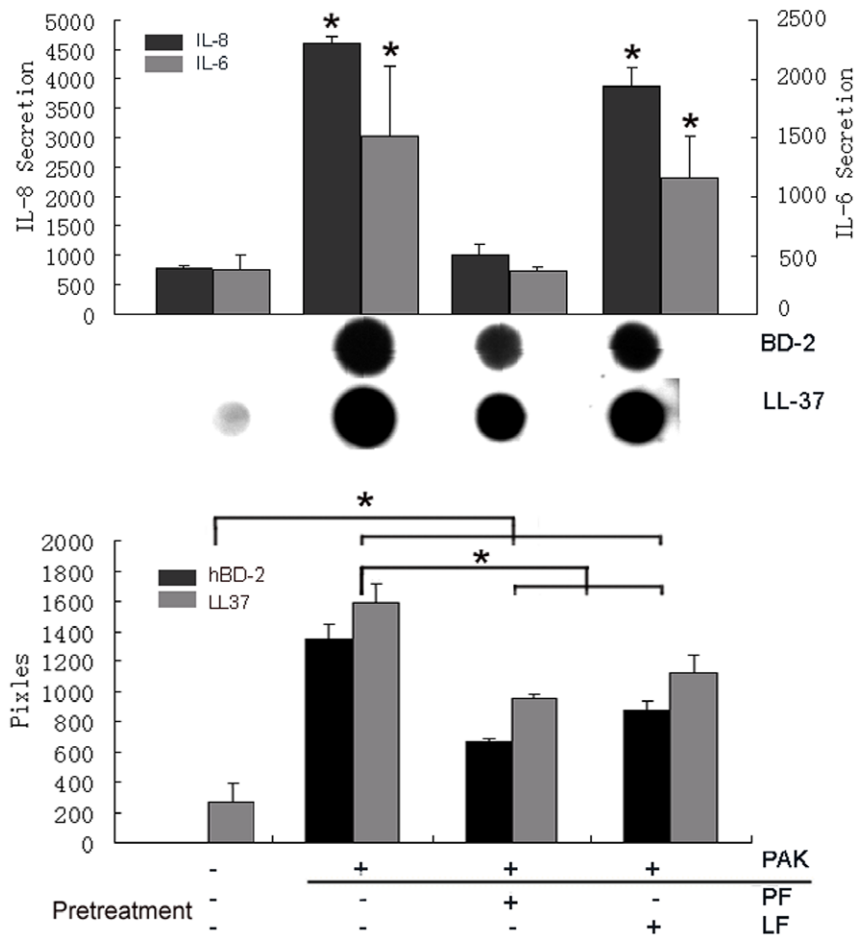 5000
4500
4000
3500
3000
2500
2000
1500
1000
500
0
IL-8 Secretion
IL-8
IL-6
* * * *
2500
2000
1500
1000
500
0
IL-6 Secretion
BD-2
LL-37
*
*
2000
1800
1600
1400
1200
1000
800
600
400
200
0
Pixles
hBD-2
LL37
- + + + PAK
Pretreatment
- - + - PF
- - - + LF